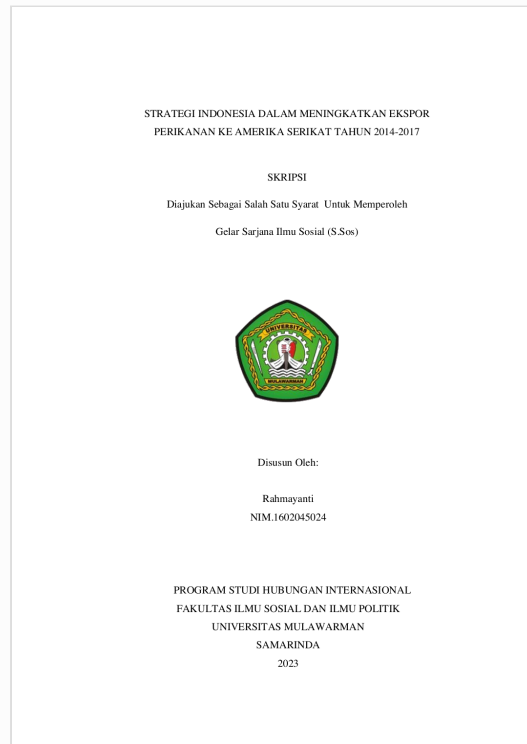 STRATEGI INDONESIA DALAM MENINGKATKAN EKSPOR
PERIKANAN KE AMERIKA SERIKAT TAHUN 2014-2017
SKRIPSI
Diajukan Sebagai Salah Satu Syarat Untuk Memperoleh
Gelar Sarjana Ilmu Sosial (S.Sos)
UNIVERSITAS
MULAWARMAN
Disusun Oleh:
Rahmayanti
NIM.1602045024
PROGRAM STUDI HUBUNGAN INTERNASIONAL
FAKULTAS ILMU SOSIAL DAN ILMU POLITIK
UNIVERSITAS MULAWARMAN
SAMARINDA
2023